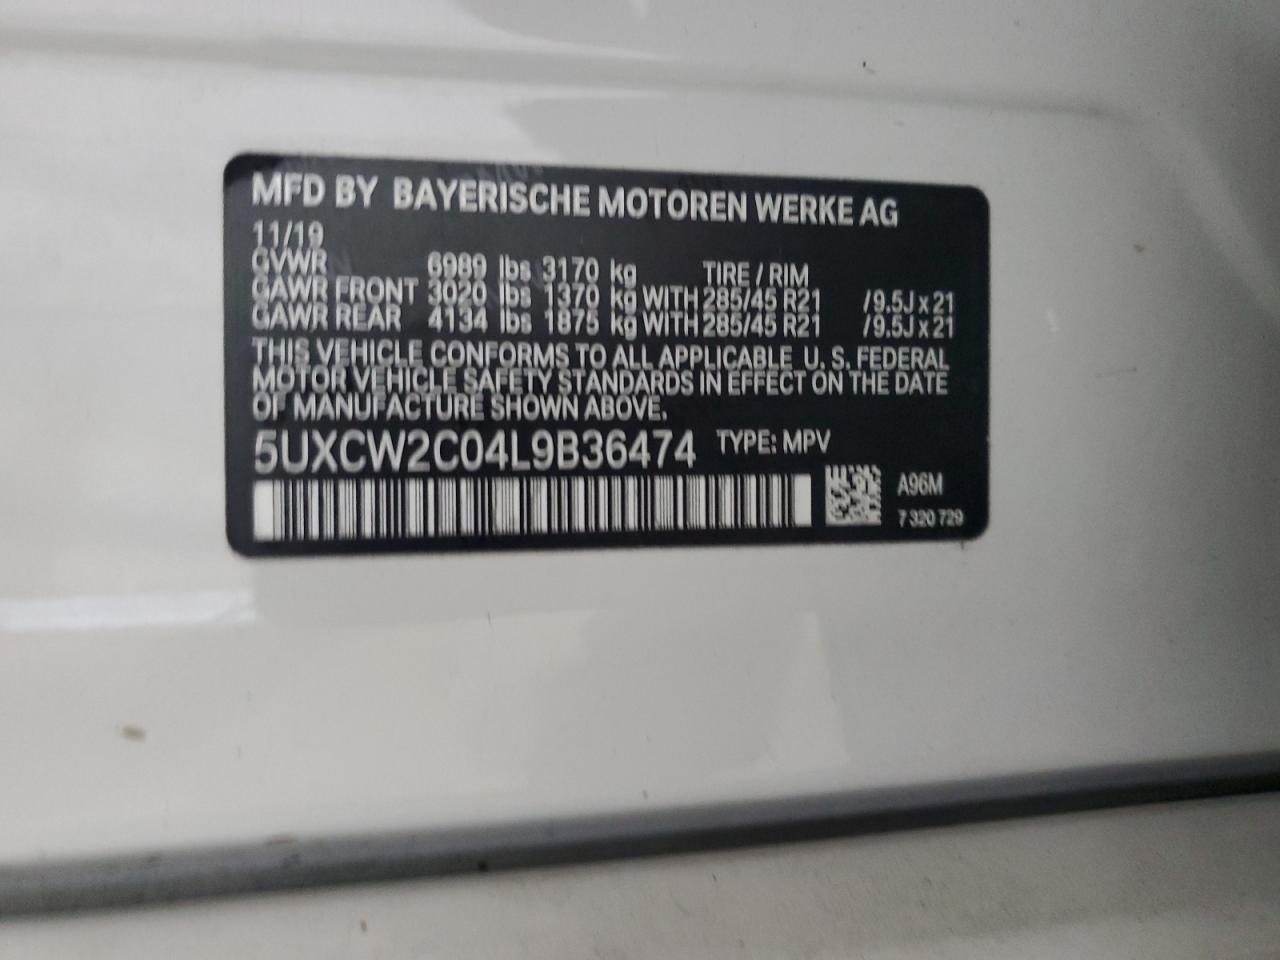 MFD BY BAYERISCHE MOTOREN WERKE AG
11/19
GVWR 6989 lbs 3170 kg TIRE / RIM
GAWR FRONT 3020 lbs 1370 kg WITH 285/45 R21 /9.5J x 21
GAWR REAR 4134 lbs 1875 kg WITH 285/45 R21 /9.5J x 21
THIS VEHICLE CONFORMS TO ALL APPLICABLE U. S. FEDERAL
MOTOR VEHICLE SAFETY STANDARDS IN EFFECT ON THE DATE
OF MANUFACTURE SHOWN ABOVE.
5UXCW2C04L9B36474 TYPE: MPV
A96M
7 320 729